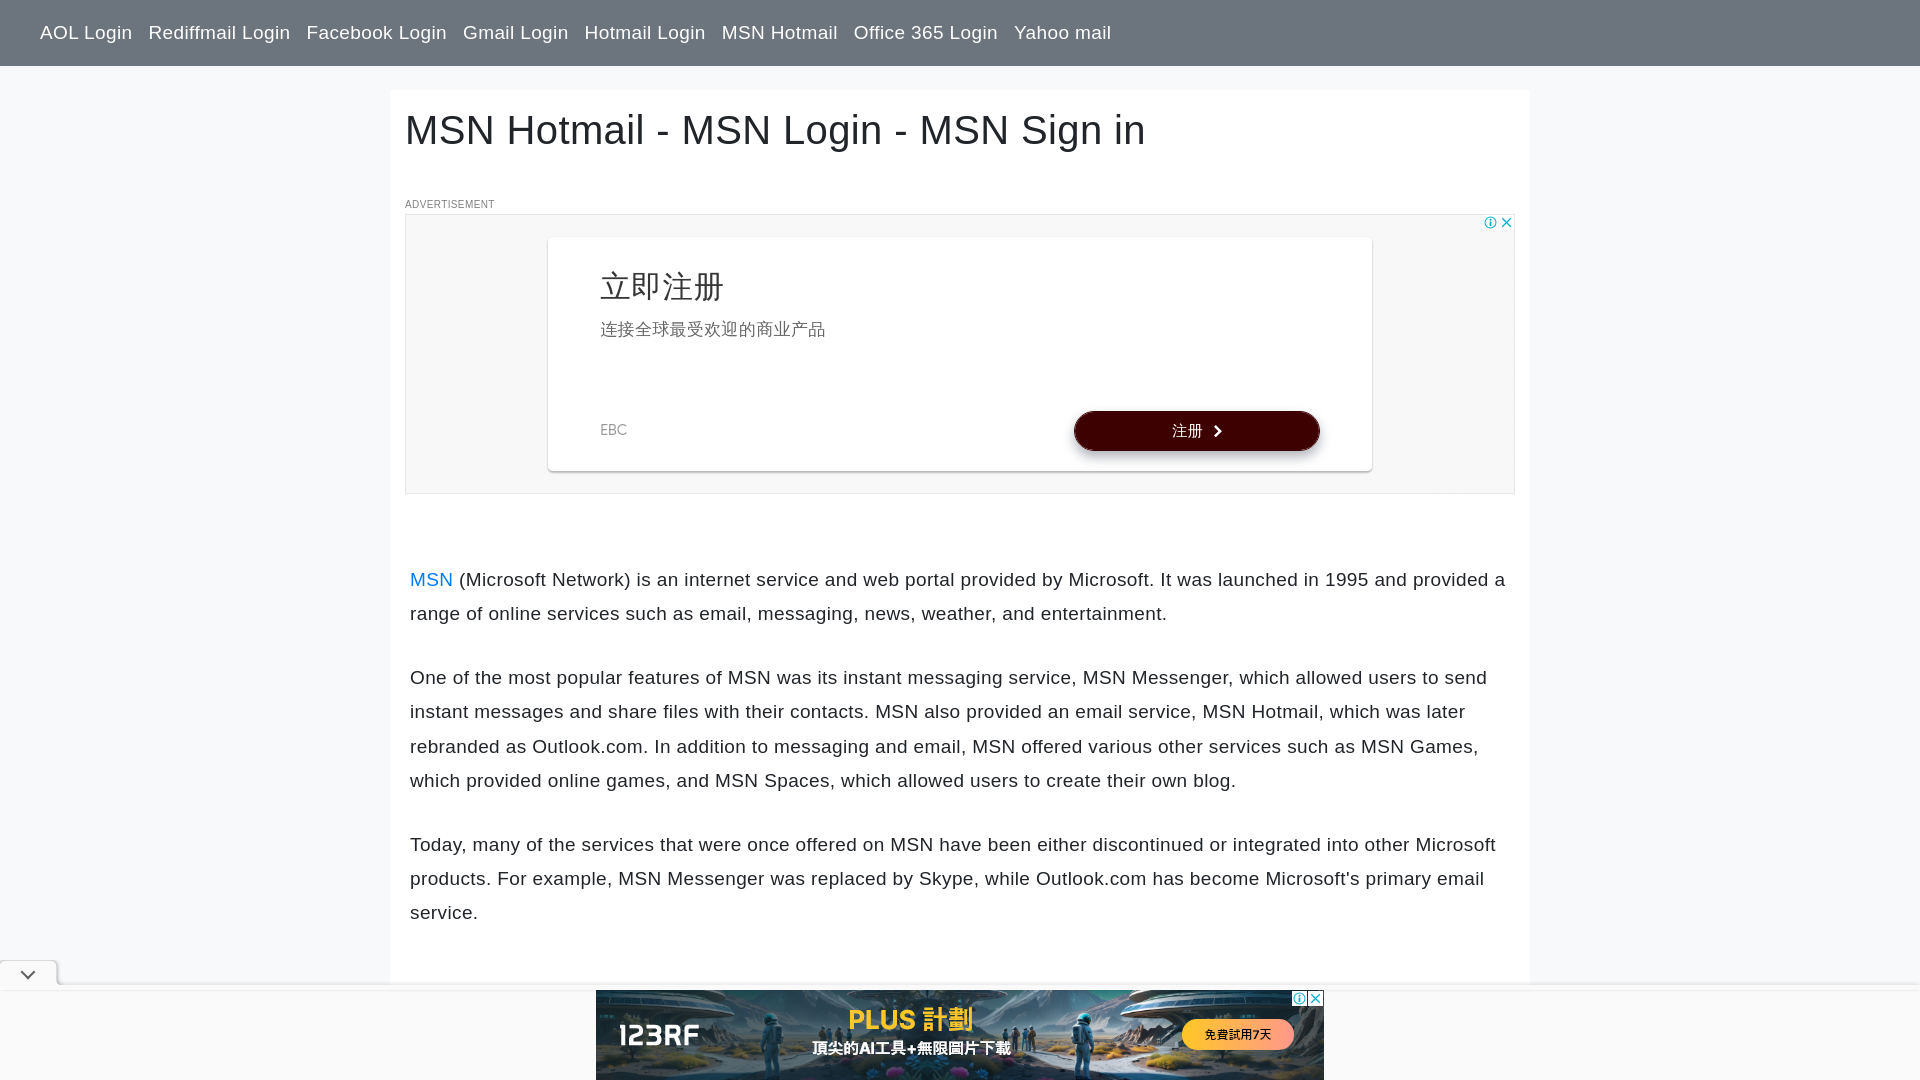 AOL Login Rediffmail Login Facebook Login Gmail Login Hotmail Login MSN Hotmail Office 365 Login Yahoo mail
MSN Hotmail - MSN Login - MSN Sign in
ADVERTISEMENT
立即注册
连接全球最受欢迎的商业产品
EBC
注册
MSN (Microsoft Network) is an internet service and web portal provided by Microsoft. It was launched in 1995 and provided a
range of online services such as email, messaging, news, weather, and entertainment.
One of the most popular features of MSN was its instant messaging service, MSN Messenger, which allowed users to send
instant messages and share files with their contacts. MSN also provided an email service, MSN Hotmail, which was later
rebranded as Outlook.com. In addition to messaging and email, MSN offered various other services such as MSN Games,
which provided online games, and MSN Spaces, which allowed users to create their own blog.
Today, many of the services that were once offered on MSN have been either discontinued or integrated into other Microsoft
products. For example, MSN Messenger was replaced by Skype, while Outlook.com has become Microsoft's primary email
service.
PLUS 計劃
123RF
頂尖的AI工具+無限圖片下載
免費試用7天